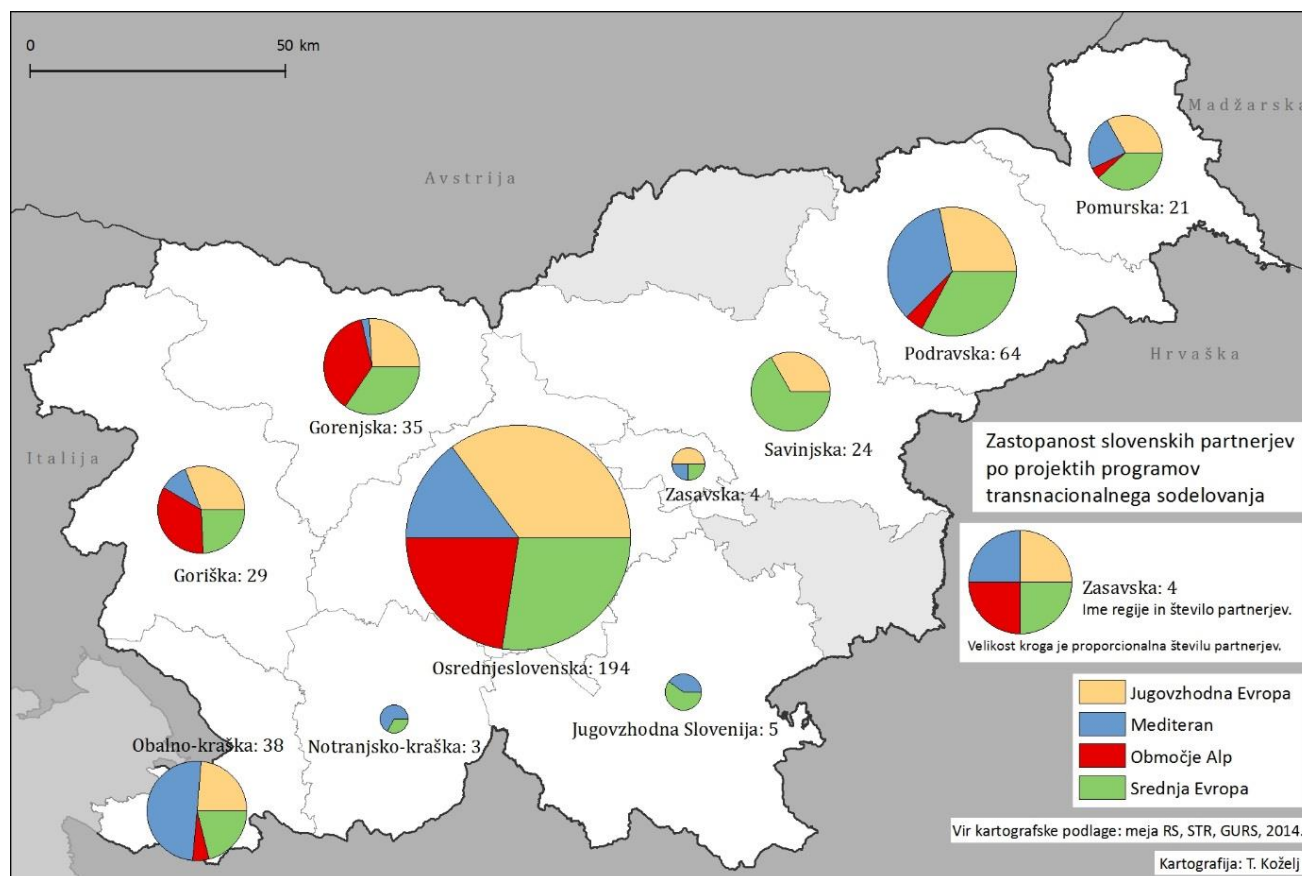 0
50 km
Madžarska
Avstrija
Pomurska: 21
Podravska: 64
Hrvaška
Gorenjska: 35
Savinjska: 24
Italija
Zasavska: 4
Goriška: 29
Osrednjeslovenska: 194
Jugovzhodna Slovenija: 5
Obalno-kraška: 38
Notranjsko-kraška: 3
Zastopanost slovenskih partnerjev
po projektih programov
transnacionalnega sodelovanja
Zasavska: 4
Ime regije in število partnerjev.
Velikost kroga je proporcionalna številu partnerjev.
Jugovzhodna Evropa
Mediteran
Območje Alp
Srednja Evropa
Vir kartografske podlage: meja RS, STR, GURS, 2014.
Kartografija: T. Koželj